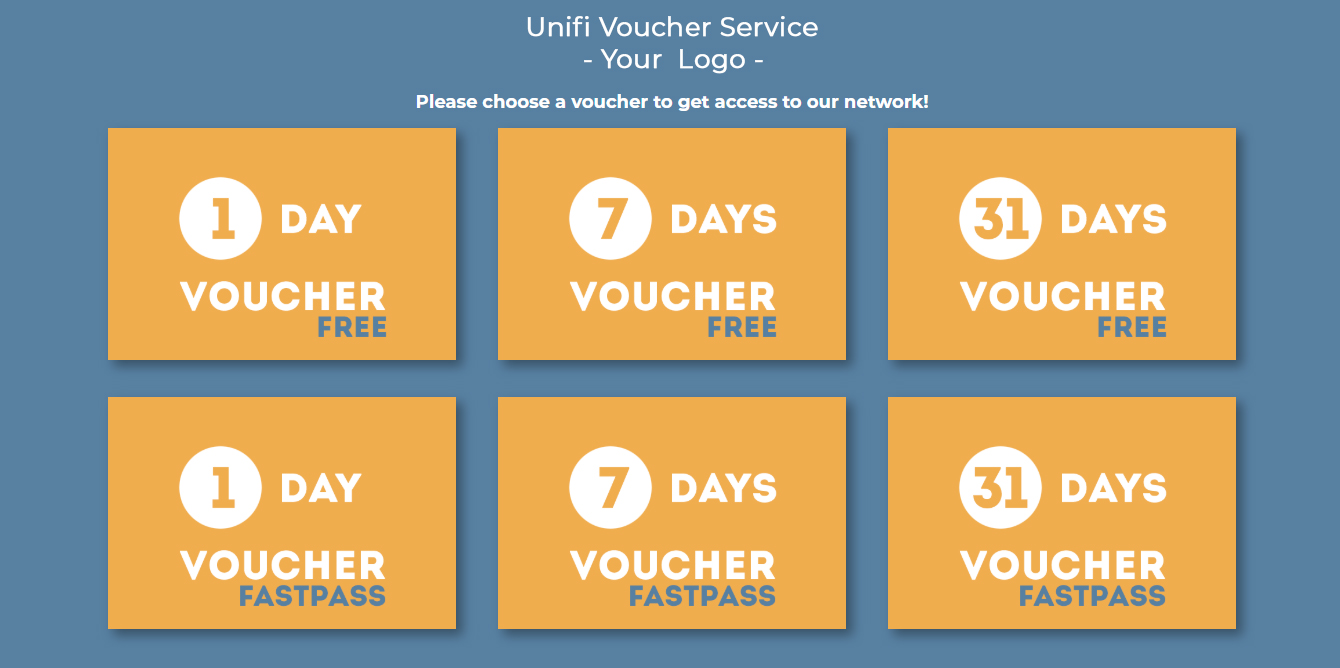 Unifi Voucher Service
- Your Logo -
Please choose a voucher to get access to our network!
1 DAY
VOUCHER
FREE
7 DAYS
VOUCHER
FREE
31 DAYS
VOUCHER
FREE
1 DAY
VOUCHER
FASTPASS
7 DAYS
VOUCHER
FASTPASS
31 DAYS
VOUCHER
FASTPASS